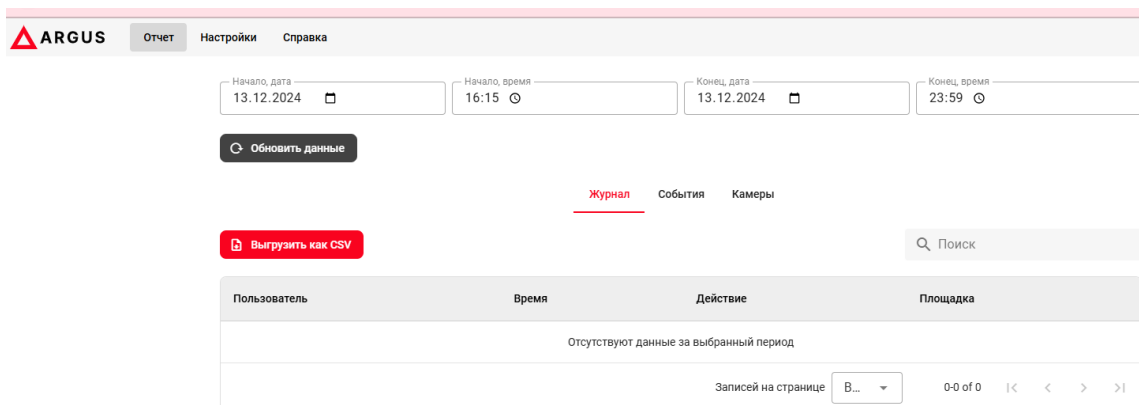 ARGUS Отчет Настройки Справка
Начало, дата Начало, время Конец, дата Конец, время
13.12.2024 16:15 13.12.2024 23:59
Обновить данные
Журнал События Камеры
Выгрузить как CSV Поиск
Пользователь Время Действие Площадка
Отсутствуют данные за выбранный период
Записей на странице В... 0-0 of 0